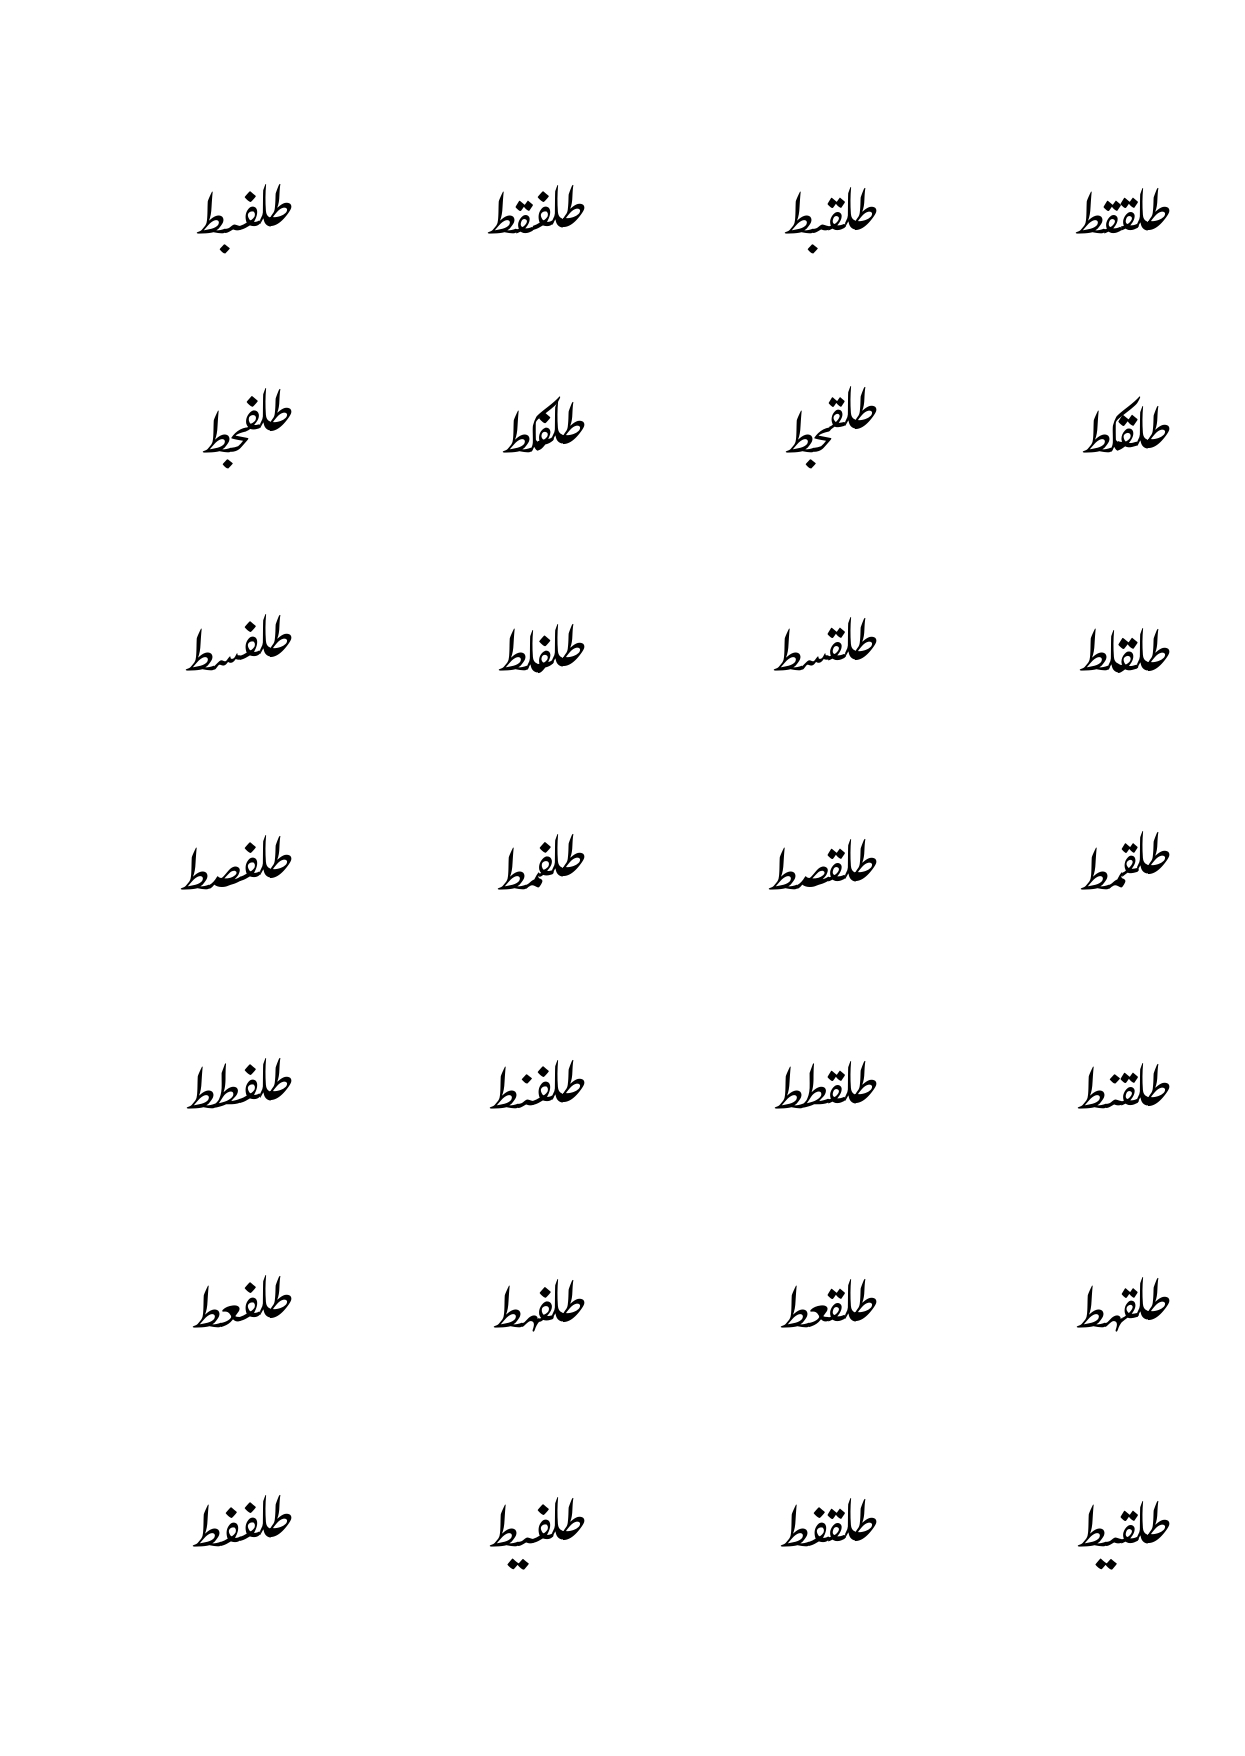 طلققط طلقبط طلفقط طلفبط
طلقكط طلقجط طلفكط طلفجط
طلقلط طلقسط طلفلط طلفسط
طلقمط طلقصط طلفمط طلفصط
طلقنط طلقطط طلفنط طلفطط
طلقهط طلقعط طلفهط طلفعط
طلقيط طلقفط طلفيط طلففط